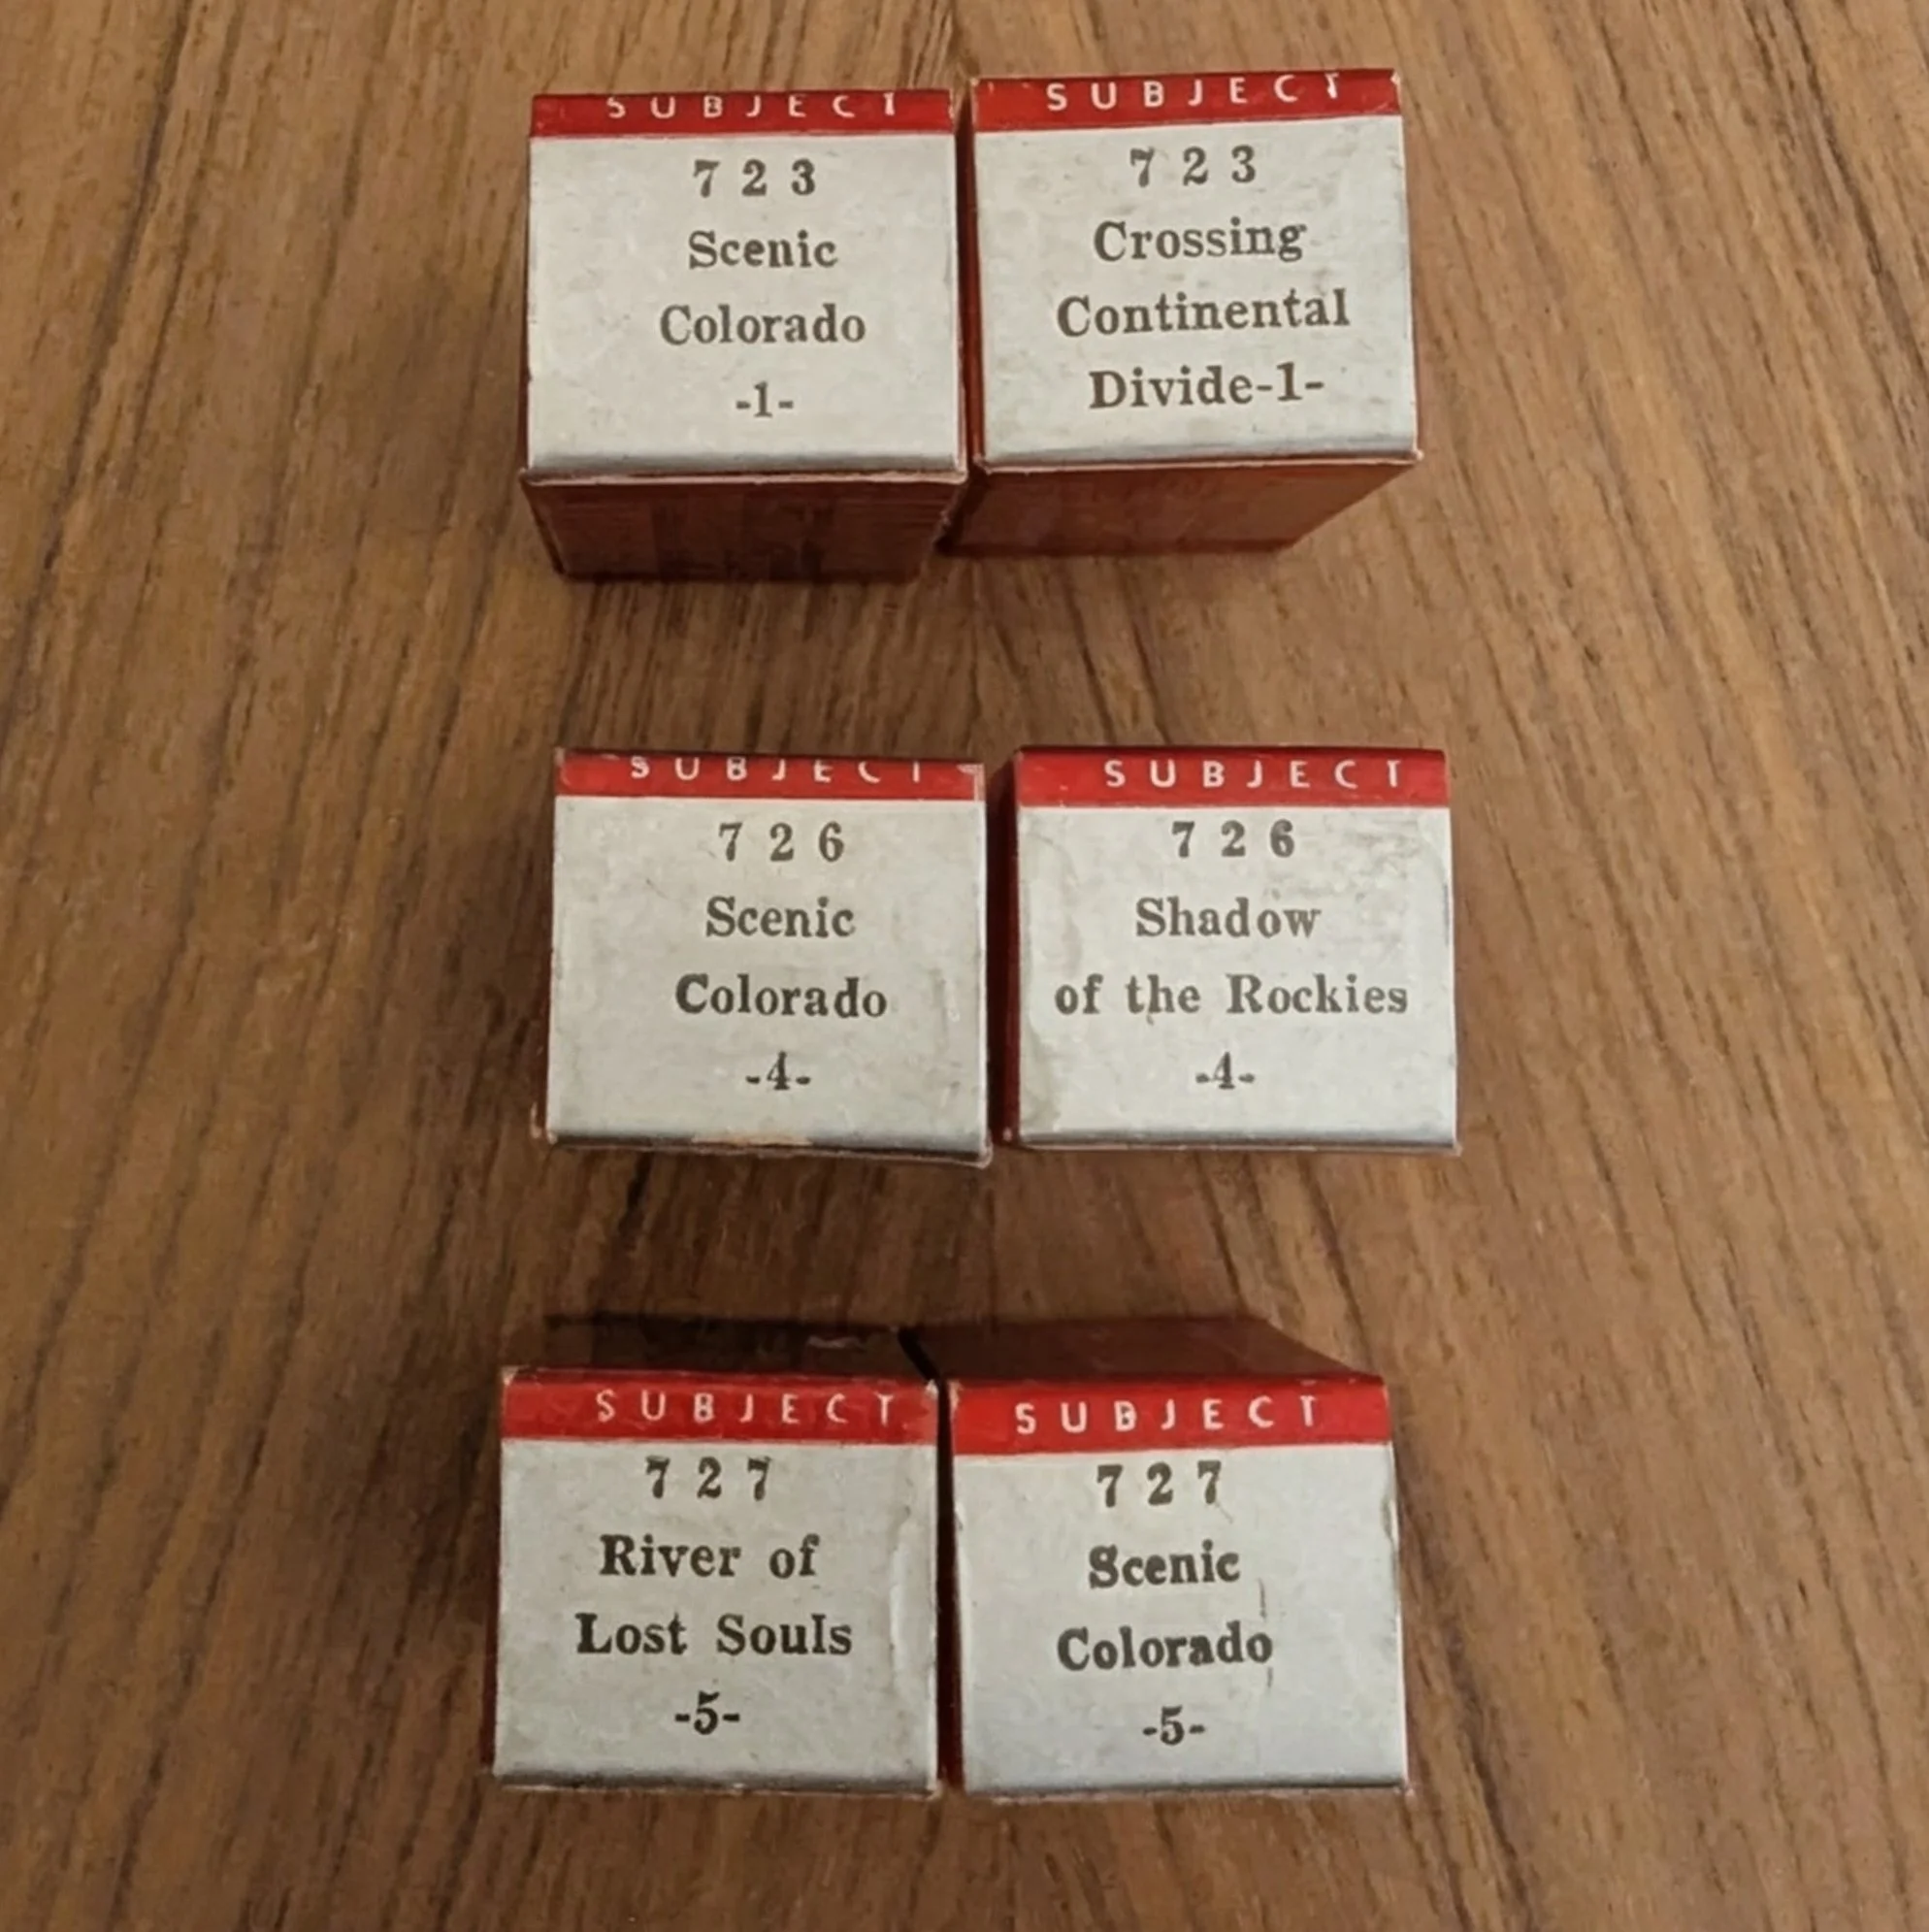 SUBJECT
723
Scenic
Colorado
-1-
SUBJECT
723
Crossing
Continental
Divide-1-
SUBJECT
726
Scenic
Colorado
-4-
SUBJECT
726
Shadow
of the Rockies
-4-
SUBJECT
727
River of
Lost Souls
-5-
SUBJECT
727
Scenic
Colorado
-5-